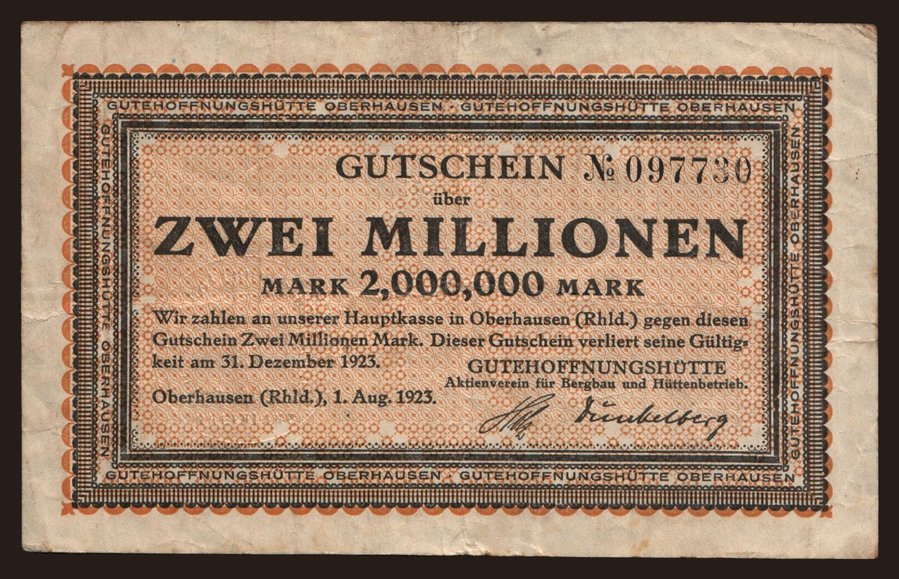 GUTEHOFFNUNGSHÜTTE OBERHAUSEN · GUTEHOFFNUNGSHÜTTE OBERHAUSEN
GUTEHOFFNUNGSHÜTTE OBERHAUSEN
GUTEHOFFNUNGSHÜTTE OBERHAUSEN
GUTSCHEIN № 097730
über
ZWEI MILLIONEN
MARK 2,000,000 MARK
Wir zahlen an unserer Hauptkasse in Oberhausen (Rhld.) gegen diesen
Gutschein Zwei Millionen Mark. Dieser Gutschein verliert seine Gültig-
keit am 31. Dezember 1923.
GUTEHOFFNUNGSHÜTTE
Aktienverein für Bergbau und Hüttenbetrieb.
Oberhausen (Rhld.), 1. Aug. 1923.
Dunkelberg
GUTEHOFFNUNGSHÜTTE OBERHAUSEN · GUTEHOFFNUNGSHÜTTE OBERHAUSEN